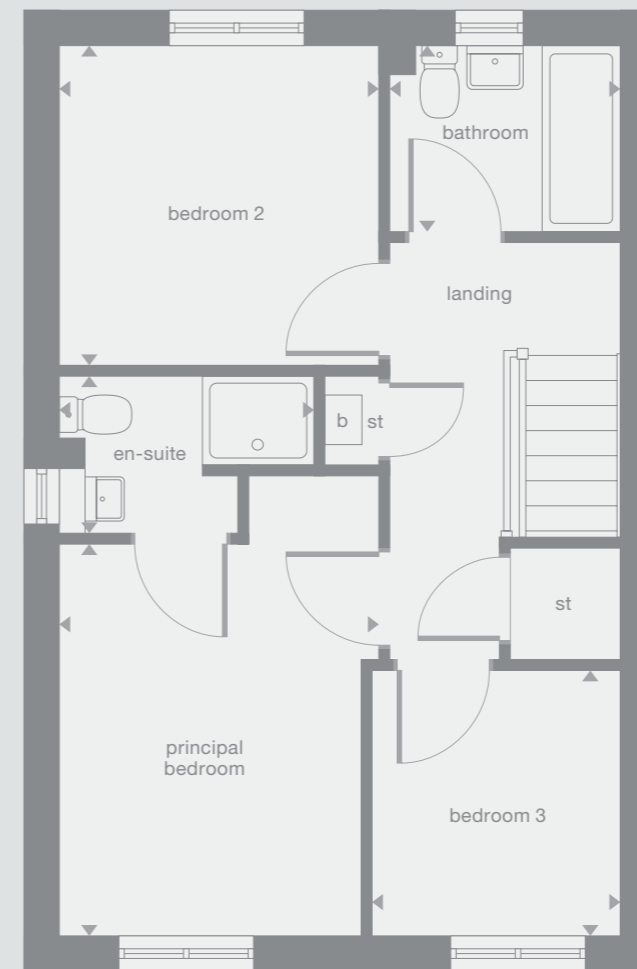 bathroom
bedroom 2
landing
b
st
en-suite
st
principal
bedroom
bedroom 3